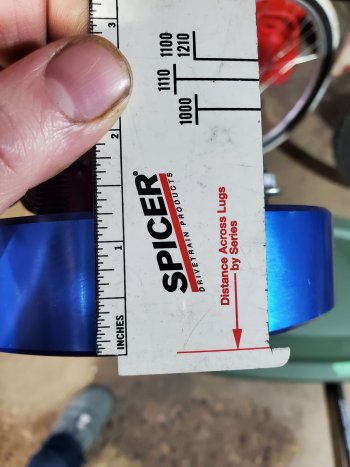 3
2
1
INCHES
1100
1210
1110
1000
SPICER®
DRIVETRAIN PRODUCTS
Distance Across Lugs
by Series